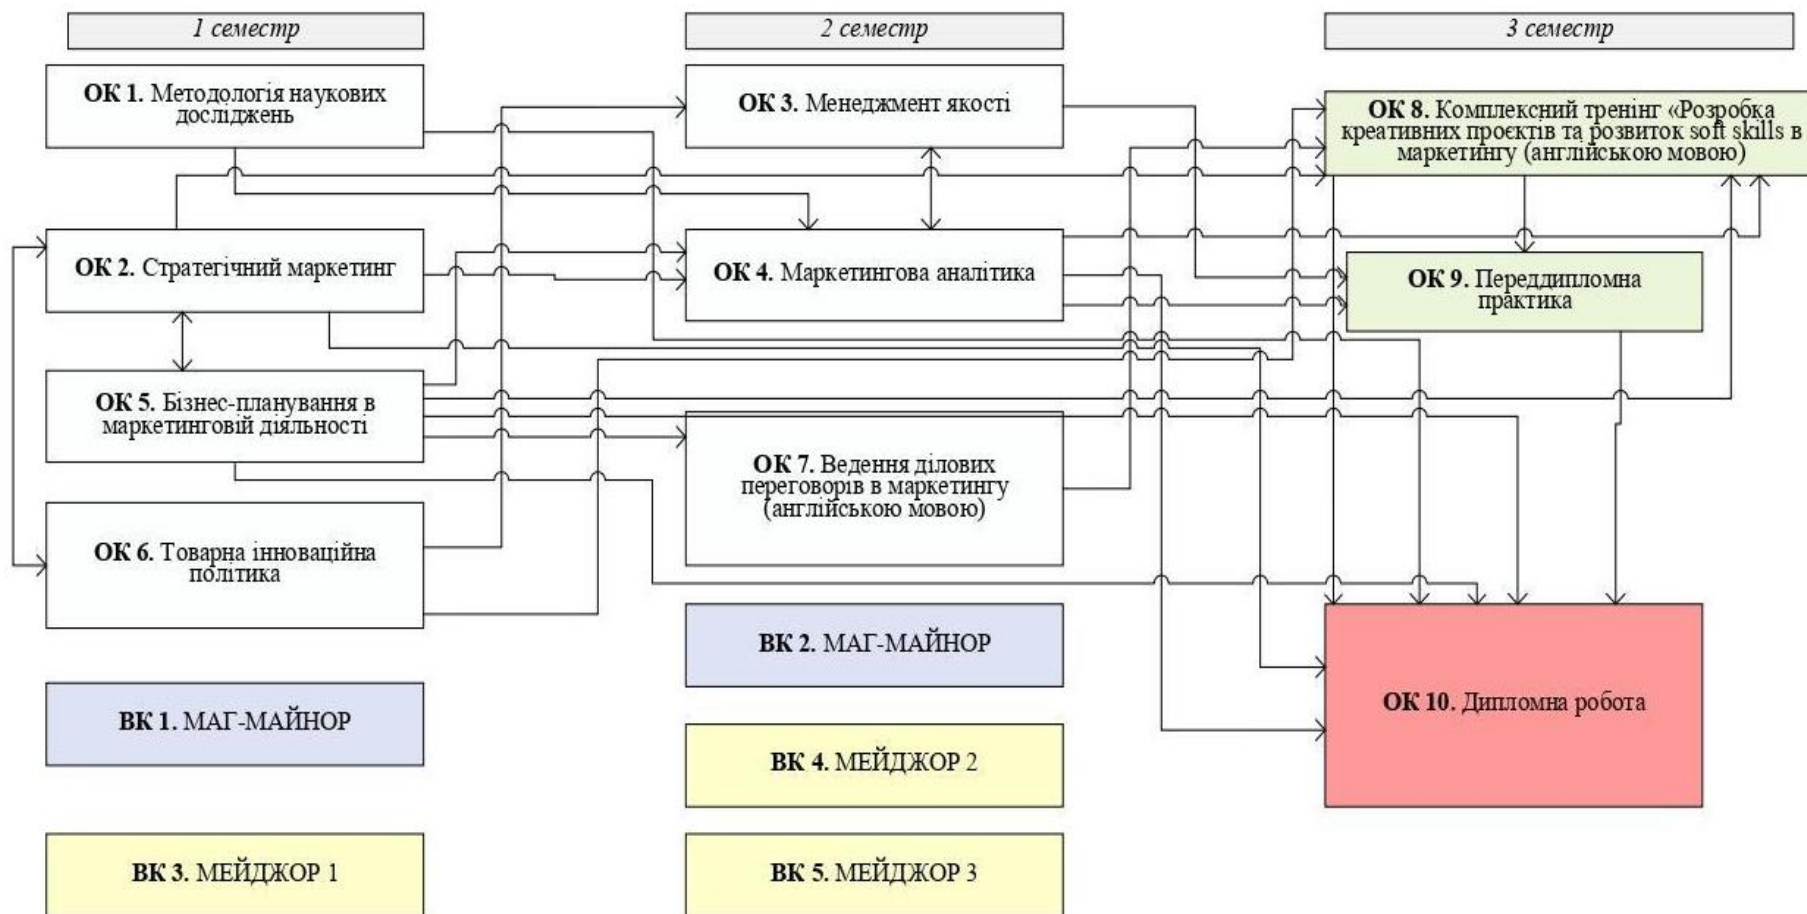 1 семестр
2 семестр
3 семестр
ОК 1. Методологія наукових
досліджень
ОК 2. Стратегічний маркетинг
ОК 5. Бізнес-планування в
маркетинговій діяльності
ОК 6. Товарна інноваційна
політика
ВК 1. МАГ-МАЙНОР
ВК 3. МЕЙДЖОР 1
ОК 3. Менеджмент якості
ОК 4. Маркетингова аналітика
ОК 7. Ведення ділових
переговорів в маркетингу
(англійською мовою)
ВК 2. МАГ-МАЙНОР
ВК 4. МЕЙДЖОР 2
ВК 5. МЕЙДЖОР 3
ОК 8. Комплексний тренінг «Розробка
креативних проєктів та розвиток soft skills в
маркетингу (англійською мовою)
ОК 9. Переддипломна
практика
ОК 10. Дипломна робота